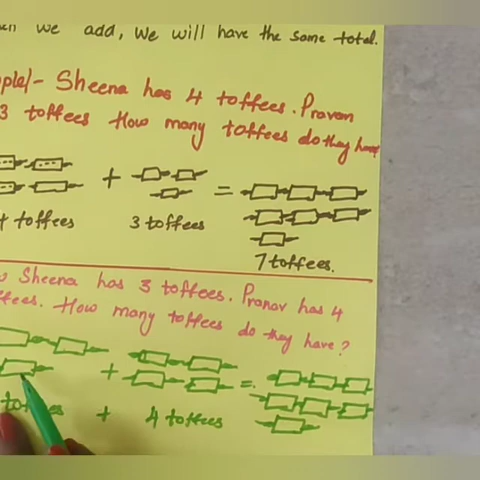 we add, we will have the same total.
Sheena has 4 toffees. Pranav
3 toffees How many toffees do they have
+ =
toffees 3 toffees
7 toffees.
Sheena has 3 toffees. Pranav has 4
How many toffees do they have?
+ =
+ 4 toffees